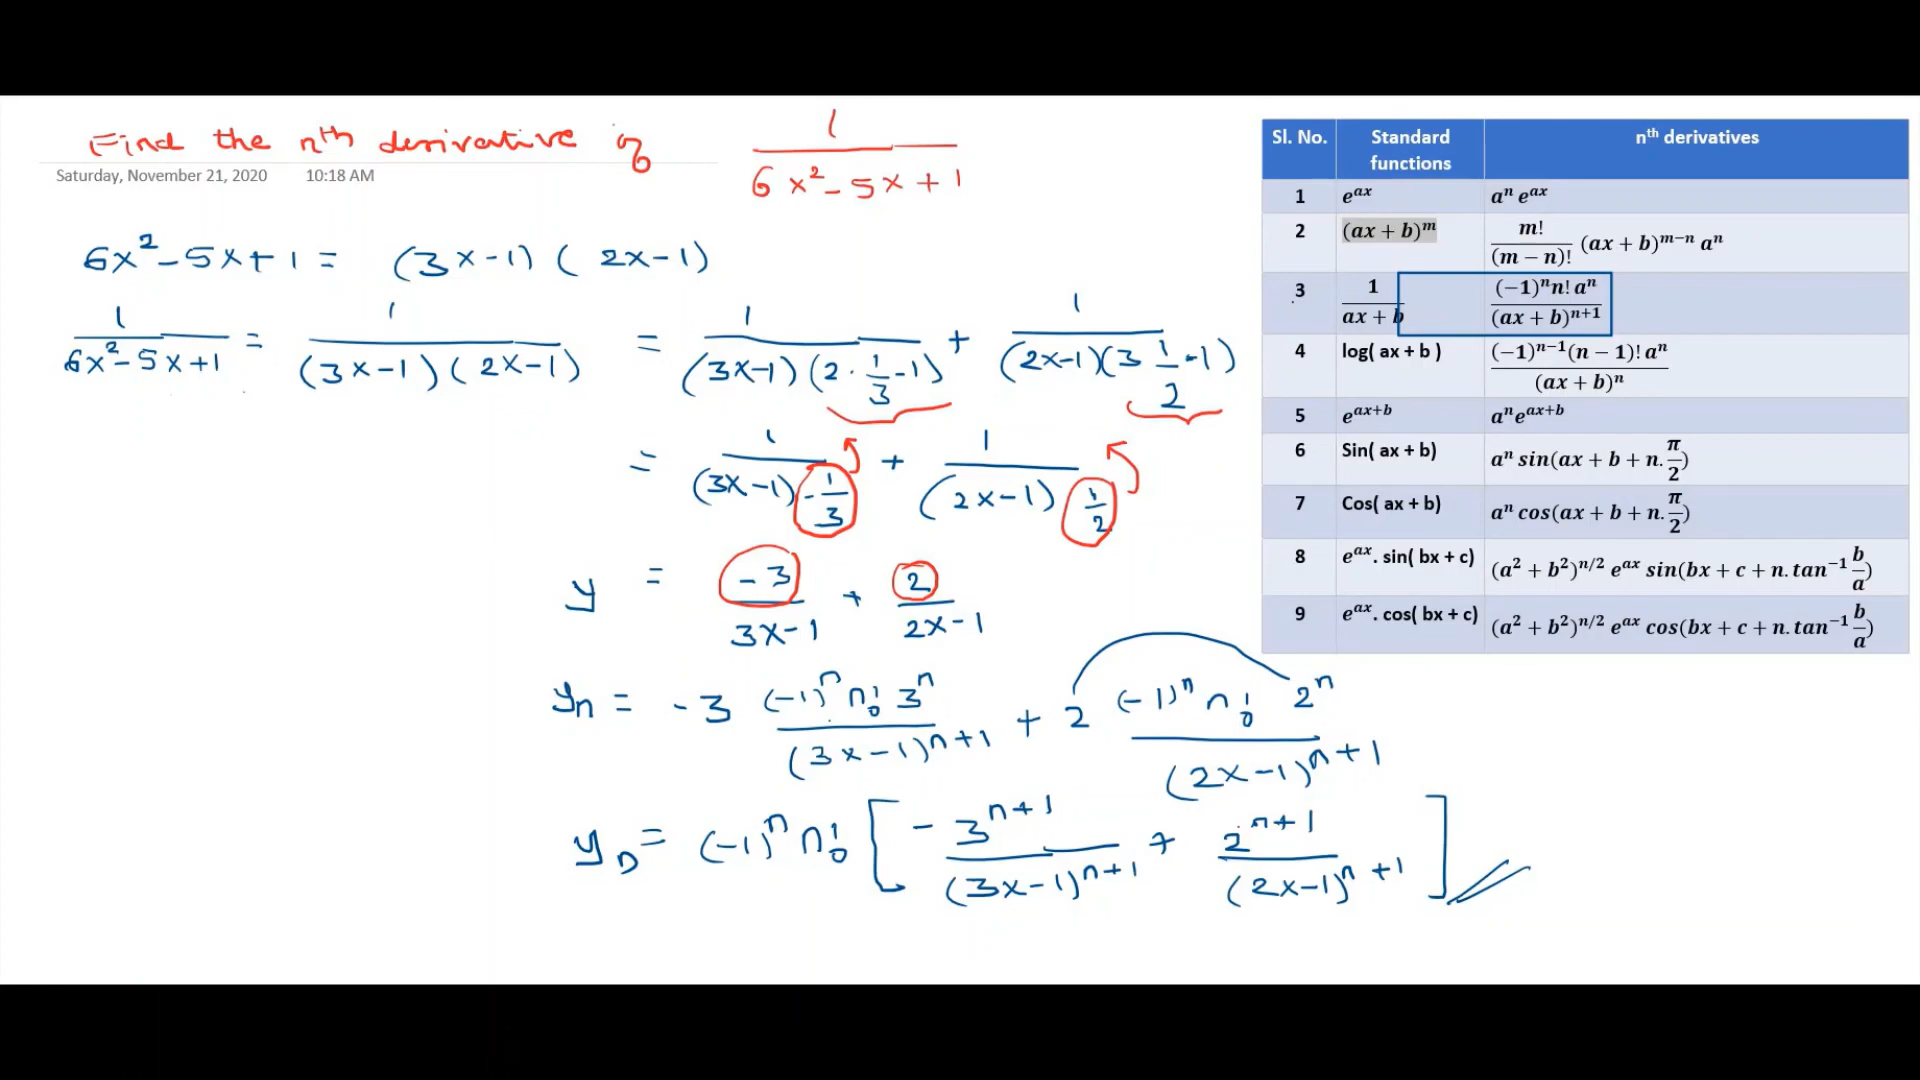 Find the nth derivative of 1/(6x² - 5x + 1)
Saturday, November 21, 2020 10:18 AM
6x² - 5x + 1 = (3x-1) ( 2x-1)
1/(6x² - 5x + 1) = 1/((3x-1) (2x-1)) = 1/((3x-1)(2 · 1/3 - 1)) + 1/((2x-1)(3 1/2 - 1))
= 1/((3x-1) -1/3) + 1/((2x-1) 1/2)
y = -3/(3x-1) + 2/(2x-1)
yn = -3 (-1)ⁿ n! 3ⁿ/(3x-1)ⁿ⁺¹ + 2 (-1)ⁿ n! 2ⁿ/(2x-1)ⁿ⁺¹
yn = (-1)ⁿ n! [ -3ⁿ⁺¹/(3x-1)ⁿ⁺¹ + 2ⁿ⁺¹/(2x-1)ⁿ⁺¹ ]
Sl. No. Standard functions nth derivatives
1 e^ax aⁿ e^ax
2 (ax + b)^m m!/(m − n)! (ax + b)^(m−n) aⁿ
3 1/(ax + b) (−1)ⁿ n! aⁿ/(ax + b)ⁿ⁺¹
4 log( ax + b ) (−1)ⁿ⁻¹(n − 1)! aⁿ/(ax + b)ⁿ
5 e^(ax+b) aⁿe^(ax+b)
6 Sin( ax + b) aⁿ sin(ax + b + n.π/2)
7 Cos( ax + b) aⁿ cos(ax + b + n.π/2)
8 e^ax. sin( bx + c) (a² + b²)^(n/2) e^ax sin(bx + c + n.tan⁻¹ b/a)
9 e^ax. cos( bx + c) (a² + b²)^(n/2) e^ax cos(bx + c + n.tan⁻¹ b/a)